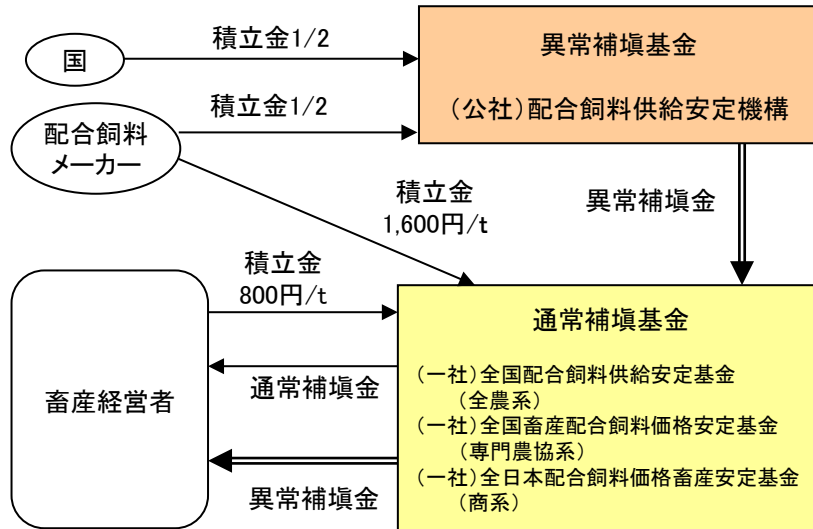 国
積立金1/2
異常補塡基金
(公社)配合飼料供給安定機構
配合飼料
メーカー
積立金1/2
積立金
1,600円/t
異常補塡金
畜産経営者
積立金
800円/t
通常補塡金
異常補塡金
通常補塡基金
(一社)全国配合飼料供給安定基金
(全農系)
(一社)全国畜産配合飼料価格安定基金
(専門農協系)
(一社)全日本配合飼料価格畜産安定基金
(商系)